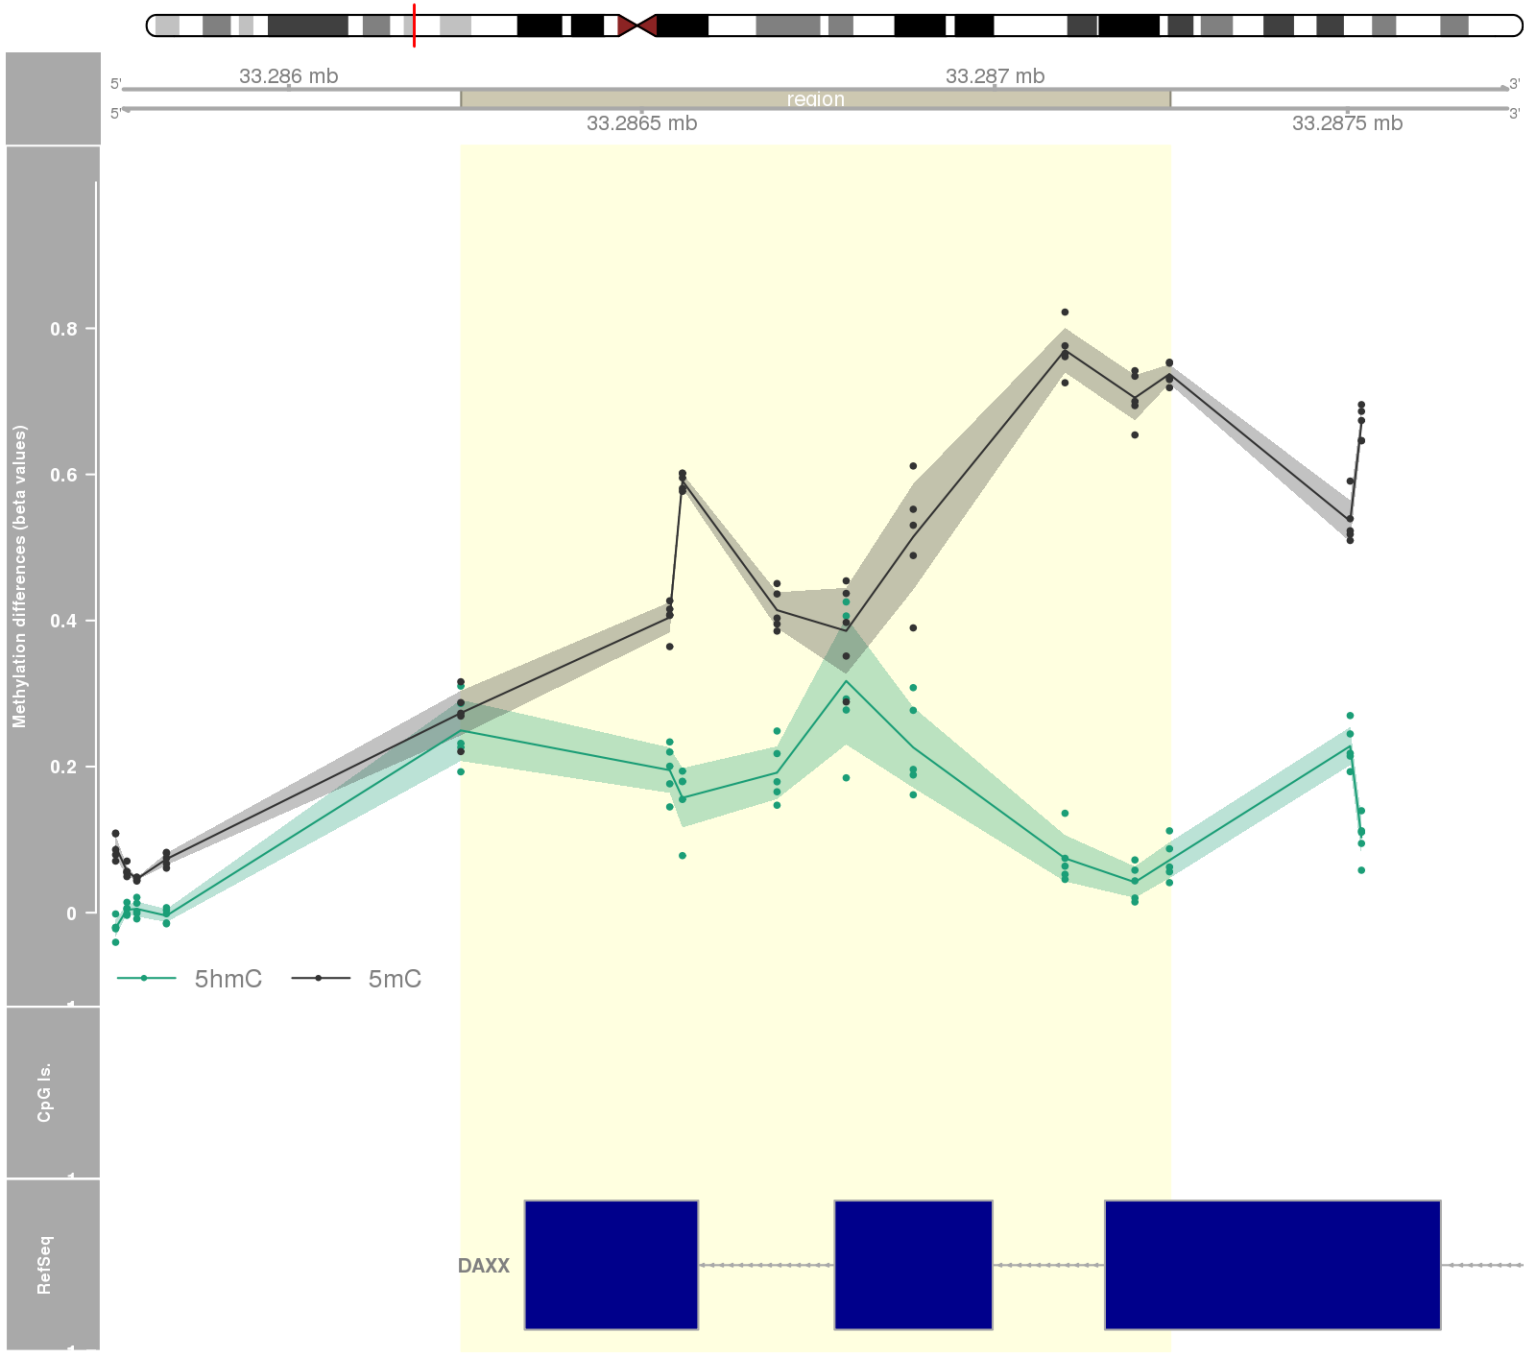 33.286 mb
33.287 mb
5'
3'
region
5'
3'
33.2865 mb
33.2875 mb
Methylation differences (beta values)
0.8
0.6
0.4
0.2
0
5hmC
5mC
CpG Is.
RefSeq
DAXX